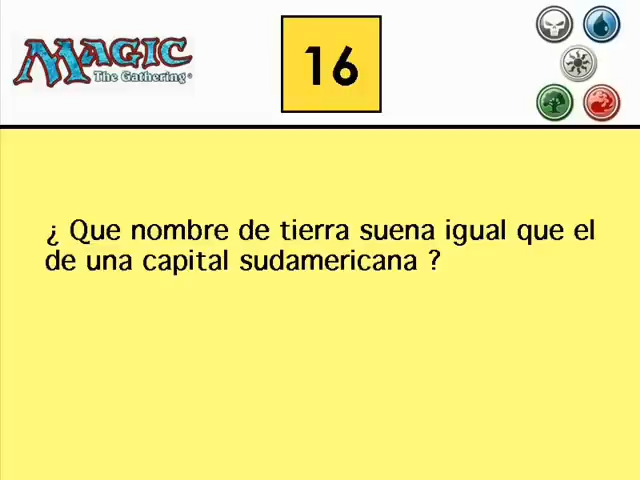 MAGIC
The Gathering®
16
¿ Que nombre de tierra suena igual que el
de una capital sudamericana ?